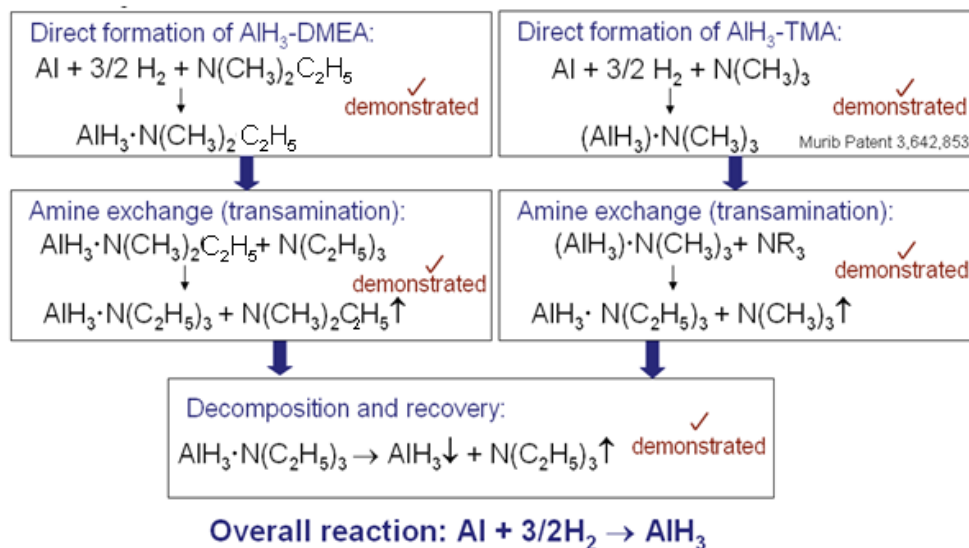 Direct formation of AlH₃-DMEA:
Al + 3/2 H₂ + N(CH₃)₂C₂H₅
✓
demonstrated
↓
AlH₃·N(CH₃)₂C₂H₅
Direct formation of AlH₃-TMA:
Al + 3/2 H₂ + N(CH₃)₃
✓
demonstrated
↓
(AlH₃)·N(CH₃)₃
Murib Patent 3,642,853
Amine exchange (transamination):
AlH₃·N(CH₃)₂C₂H₅+ N(C₂H₅)₃
✓
demonstrated
↓
AlH₃·N(C₂H₅)₃ + N(CH₃)₂C₂H₅↑
Amine exchange (transamination):
(AlH₃)·N(CH₃)₃+ NR₃
✓
demonstrated
↓
AlH₃· N(C₂H₅)₃ + N(CH₃)₃↑
Decomposition and recovery:
✓
demonstrated
AlH₃·N(C₂H₅)₃ → AlH₃↓ + N(C₂H₅)₃↑
Overall reaction: Al + 3/2H₂ → AlH₃